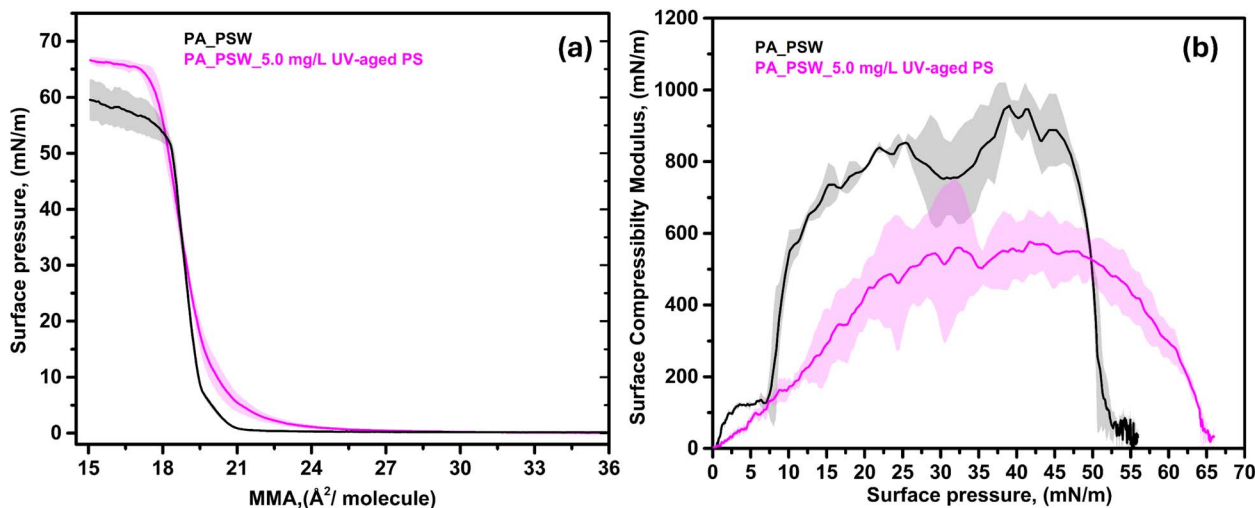 (a)
PA_PSW
PA_PSW_5.0 mg/L UV-aged PS
Surface pressure, (mN/m)
70
60
50
40
30
20
10
0
15 18 21 24 27 30 33 36
MMA,(Å²/ molecule)
(b)
PA_PSW
PA_PSW_5.0 mg/L UV-aged PS
Surface Compressibilty Modulus, (mN/m)
1200
1000
800
600
400
200
0
0 5 10 15 20 25 30 35 40 45 50 55 60 65 70
Surface pressure, (mN/m)